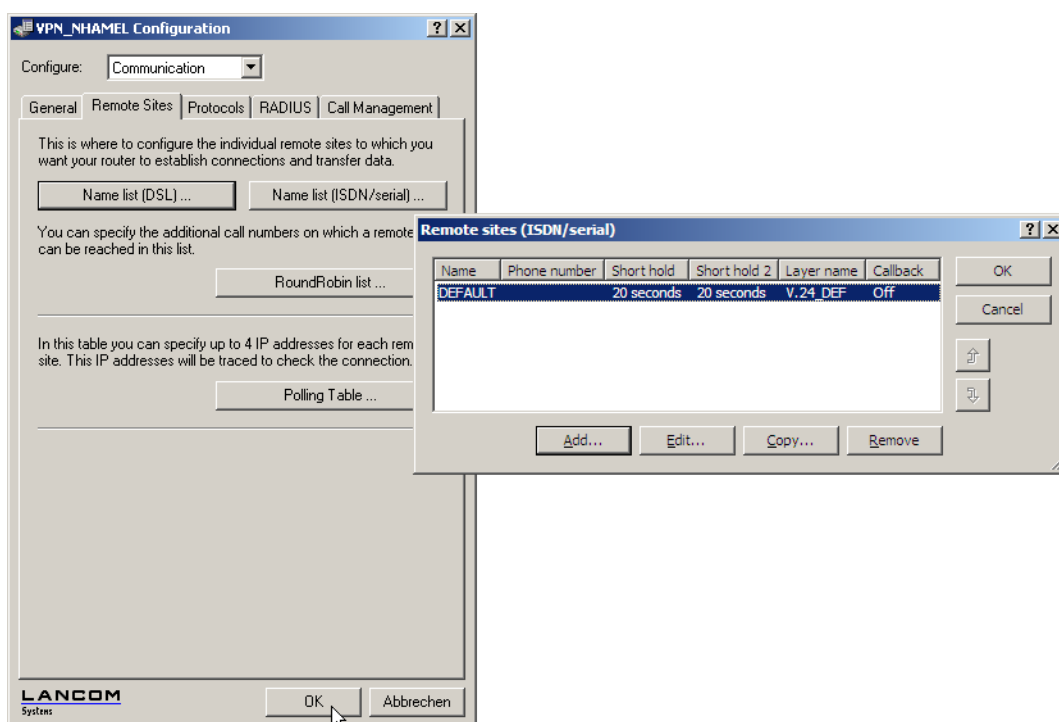 VPN_NHAMEL Configuration
Configure: Communication
General Remote Sites Protocols RADIUS Call Management
This is where to configure the individual remote sites to which you
want your router to establish connections and transfer data.
Name list (DSL) ... Name list (ISDN/serial) ...
You can specify the additional call numbers on which a remote
can be reached in this list.
RoundRobin list ...
In this table you can specify up to 4 IP addresses for each rem
site. This IP addresses will be traced to check the connection.
Polling Table ...
LANCOM
Systems
OK Abbrechen
Remote sites (ISDN/serial)
Name Phone number Short hold Short hold 2 Layer name Callback
DEFAULT 20 seconds 20 seconds V.24_DEF Off
OK
Cancel
Add... Edit... Copy... Remove